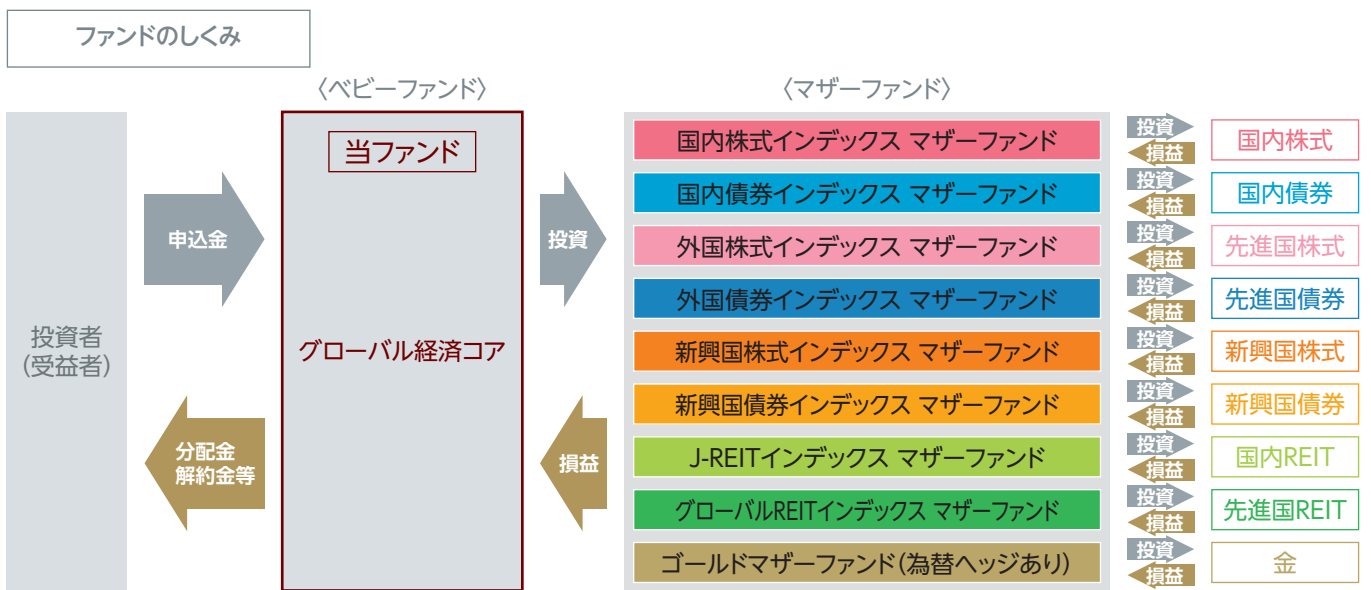 ファンドのしくみ
〈ベビーファンド〉
〈マザーファンド〉
投資者
(受益者)
申込金
分配金
解約金等
当ファンド
グローバル経済コア
投資
損益
国内株式インデックス マザーファンド
投資
損益
国内株式
国内債券インデックス マザーファンド
投資
損益
国内債券
外国株式インデックス マザーファンド
投資
損益
先進国株式
外国債券インデックス マザーファンド
投資
損益
先進国債券
新興国株式インデックス マザーファンド
投資
損益
新興国株式
新興国債券インデックス マザーファンド
投資
損益
新興国債券
J-REITインデックス マザーファンド
投資
損益
国内REIT
グローバルREITインデックス マザーファンド
投資
損益
先進国REIT
ゴールドマザーファンド(為替ヘッジあり)
投資
損益
金